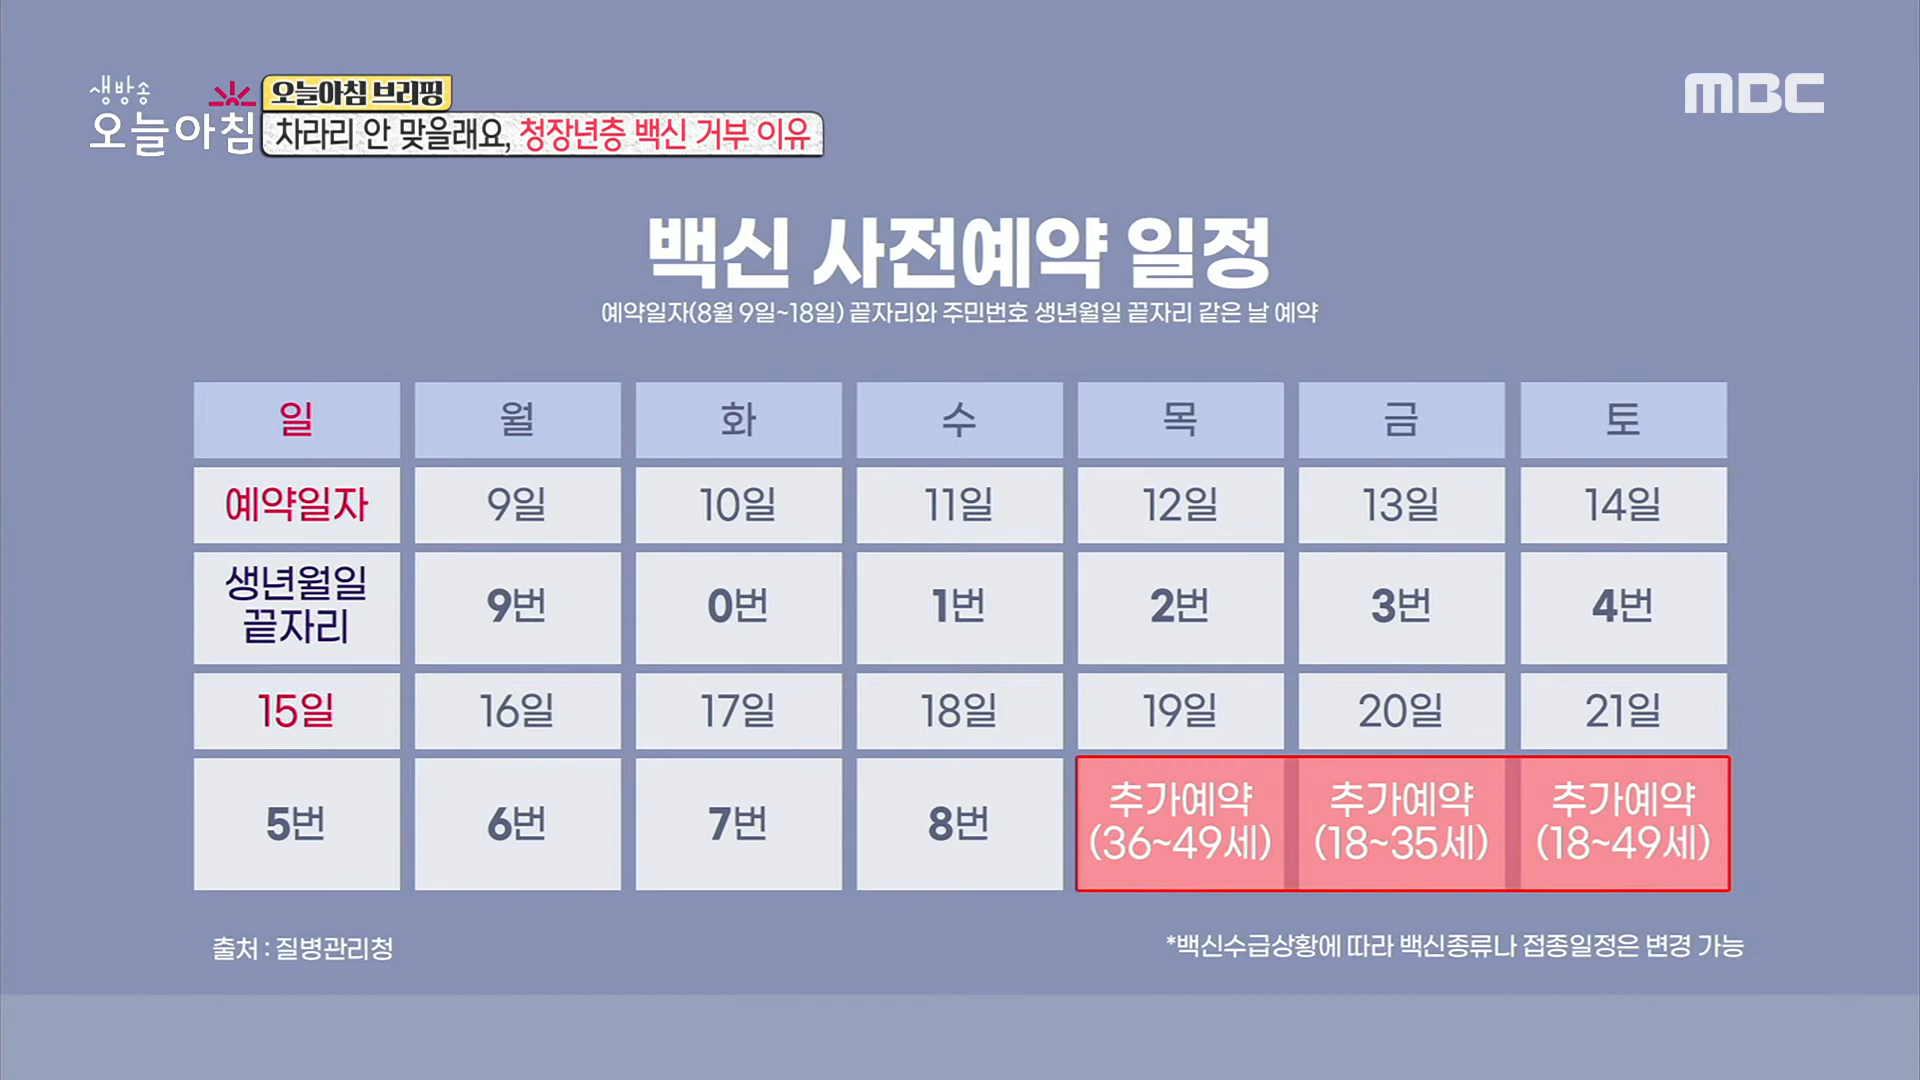 생방송
오늘아침
오늘아침 브리핑
차라리 안 맞을래요, 청장년층 백신 거부 이유
MBC
백신 사전예약 일정
예약일자(8월 9일~18일) 끝자리와 주민번호 생년월일 끝자리 같은 날 예약
일 월 화 수 목 금 토
예약일자 9일 10일 11일 12일 13일 14일
생년월일
끝자리 9번 0번 1번 2번 3번 4번
15일 16일 17일 18일 19일 20일 21일
5번 6번 7번 8번 추가예약 추가예약 추가예약
(36~49세) (18~35세) (18~49세)
출처 : 질병관리청
*백신수급상황에 따라 백신종류나 접종일정은 변경 가능